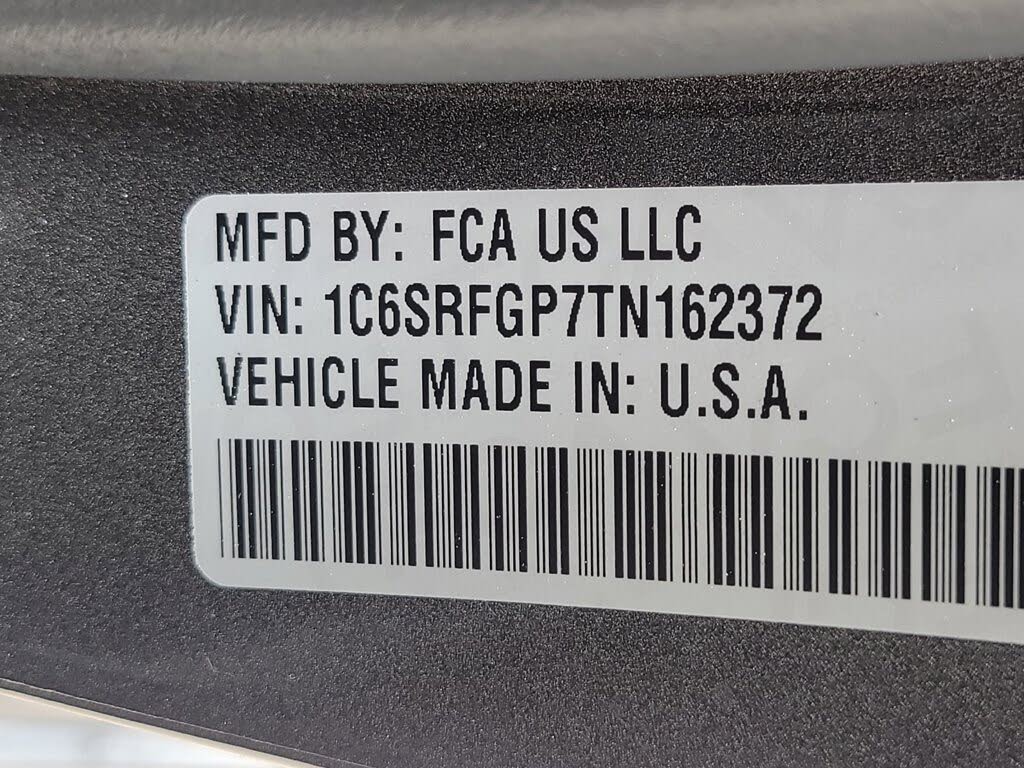 MFD BY: FCA US LLC
VIN: 1C6SRFGP7TN162372
VEHICLE MADE IN: U.S.A.